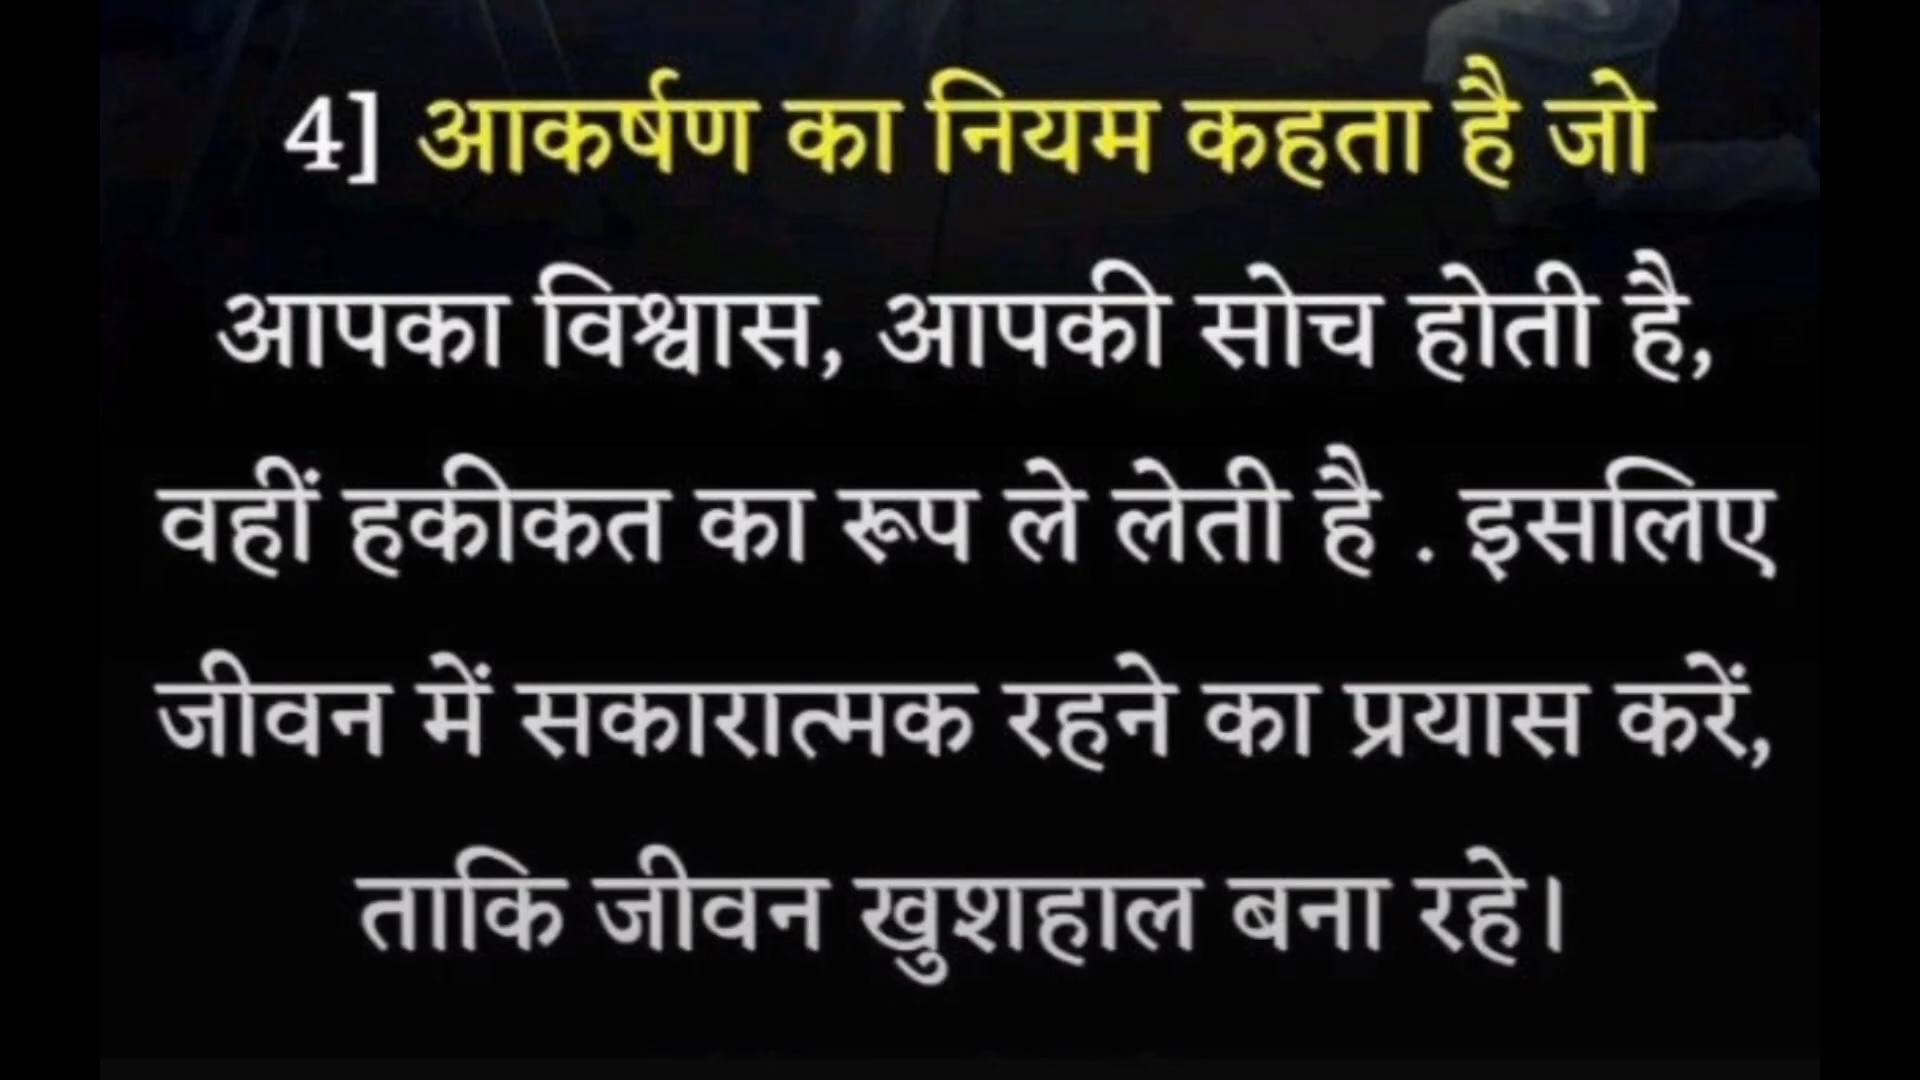 4] आकर्षण का नियम कहता है जो
आपका विश्वास, आपकी सोच होती है,
वहीं हकीकत का रूप ले लेती है . इसलिए
जीवन में सकारात्मक रहने का प्रयास करें,
ताकि जीवन खुशहाल बना रहे।